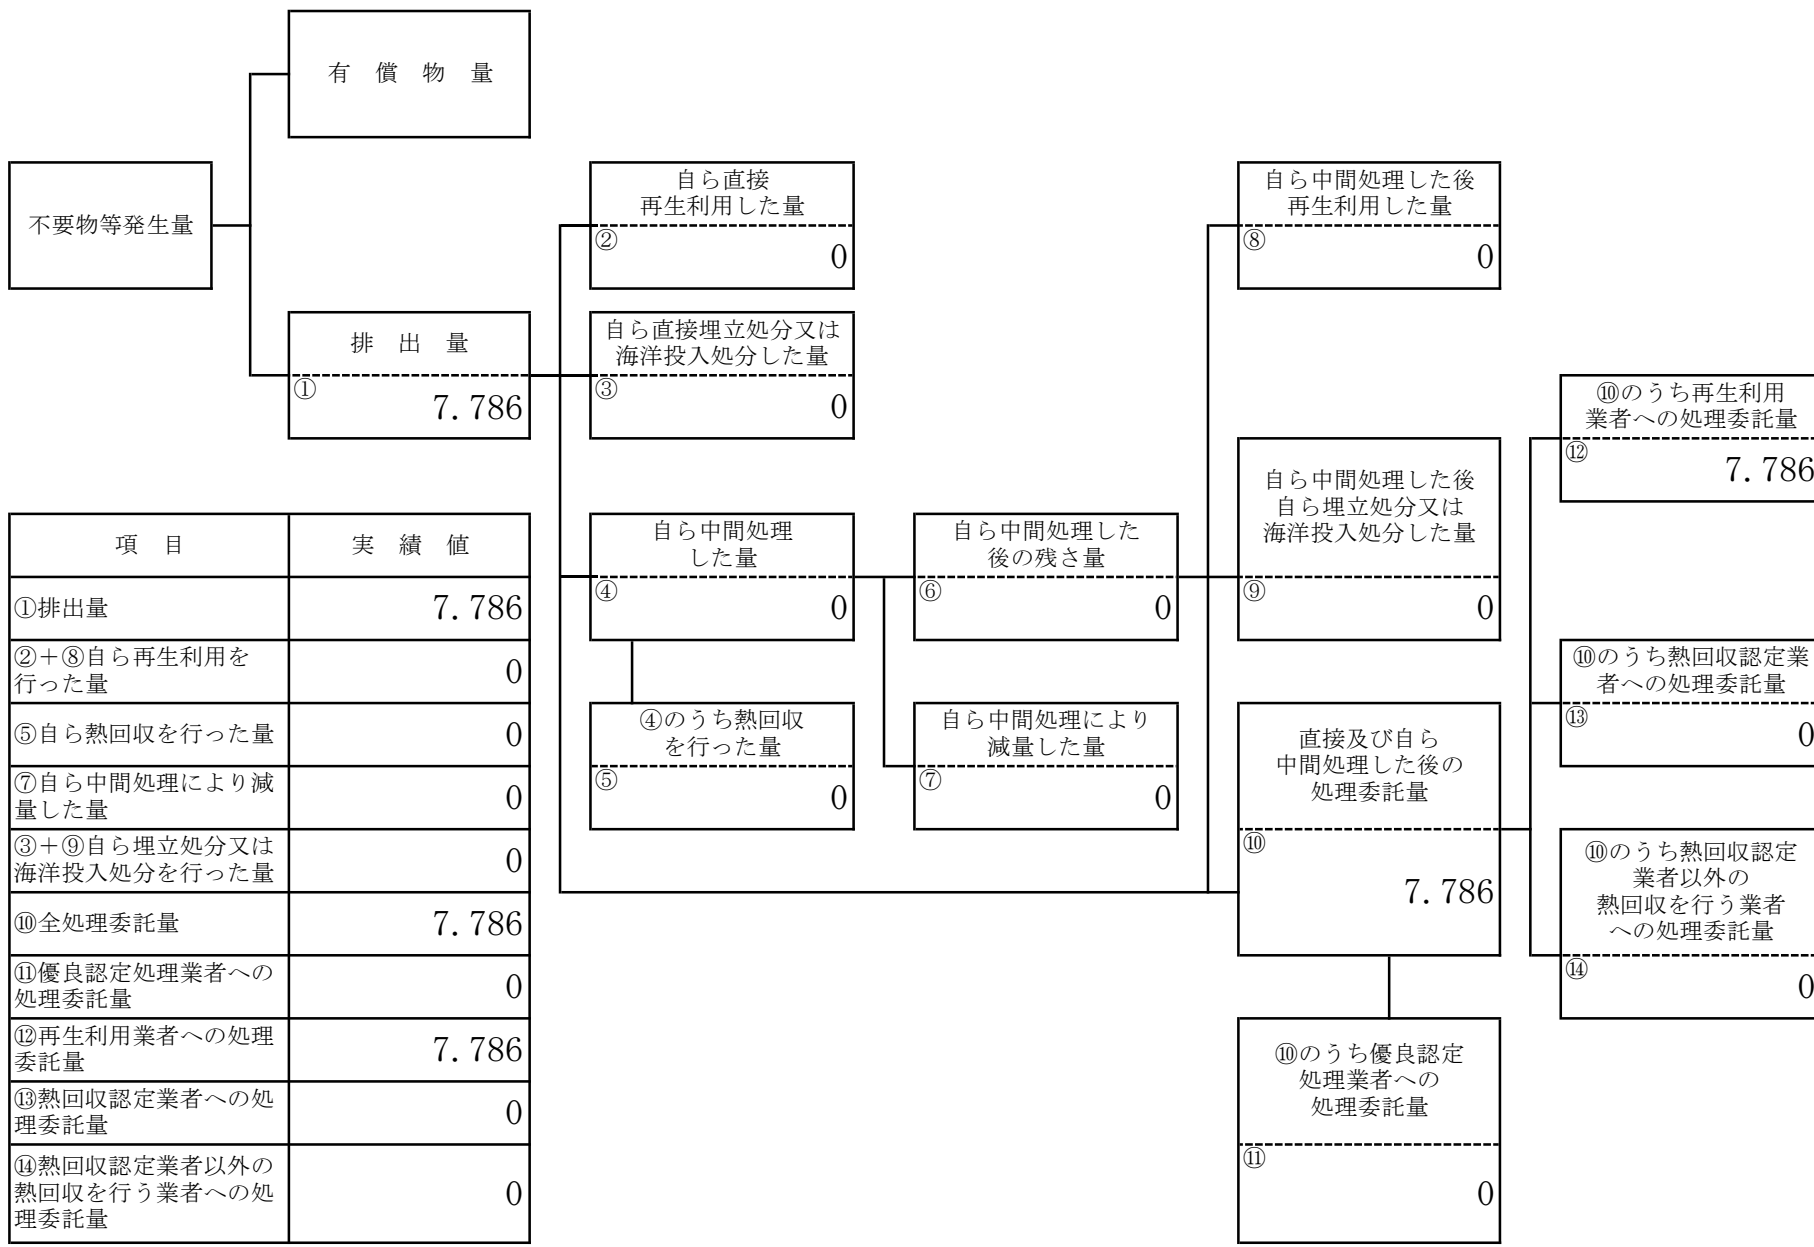 有 償 物 量
不要物等発生量
排 出 量
①
7.786
自ら直接
再生利用した量
②
0
自ら直接埋立処分又は
海洋投入処分した量
③
0
自ら中間処理
した量
④
0
④のうち熱回収
を行った量
⑤
0
自ら中間処理した
後の残さ量
⑥
0
自ら中間処理により
減量した量
⑦
0
自ら中間処理した後
再生利用した量
⑧
0
自ら中間処理した後
自ら埋立処分又は
海洋投入処分した量
⑨
0
直接及び自ら
中間処理した後の
処理委託量
⑩
7.786
⑩のうち優良認定
処理業者への
処理委託量
⑪
0
⑩のうち再生利用
業者への処理委託量
⑫
7.786
⑩のうち熱回収認定業
者への処理委託量
⑬
0
⑩のうち熱回収認定
業者以外の
熱回収を行う業者
への処理委託量
⑭
0
項 目 実 績 値
①排出量 7.786
②+⑧自ら再生利用を
行った量 0
⑤自ら熱回収を行った量 0
⑦自ら中間処理により減
量した量 0
③+⑨自ら埋立処分又は
海洋投入処分を行った量 0
⑩全処理委託量 7.786
⑪優良認定処理業者への
処理委託量 0
⑫再生利用業者への処理
委託量 7.786
⑬熱回収認定業者への処
理委託量 0
⑭熱回収認定業者以外の
熱回収を行う業者への処
理委託量 0